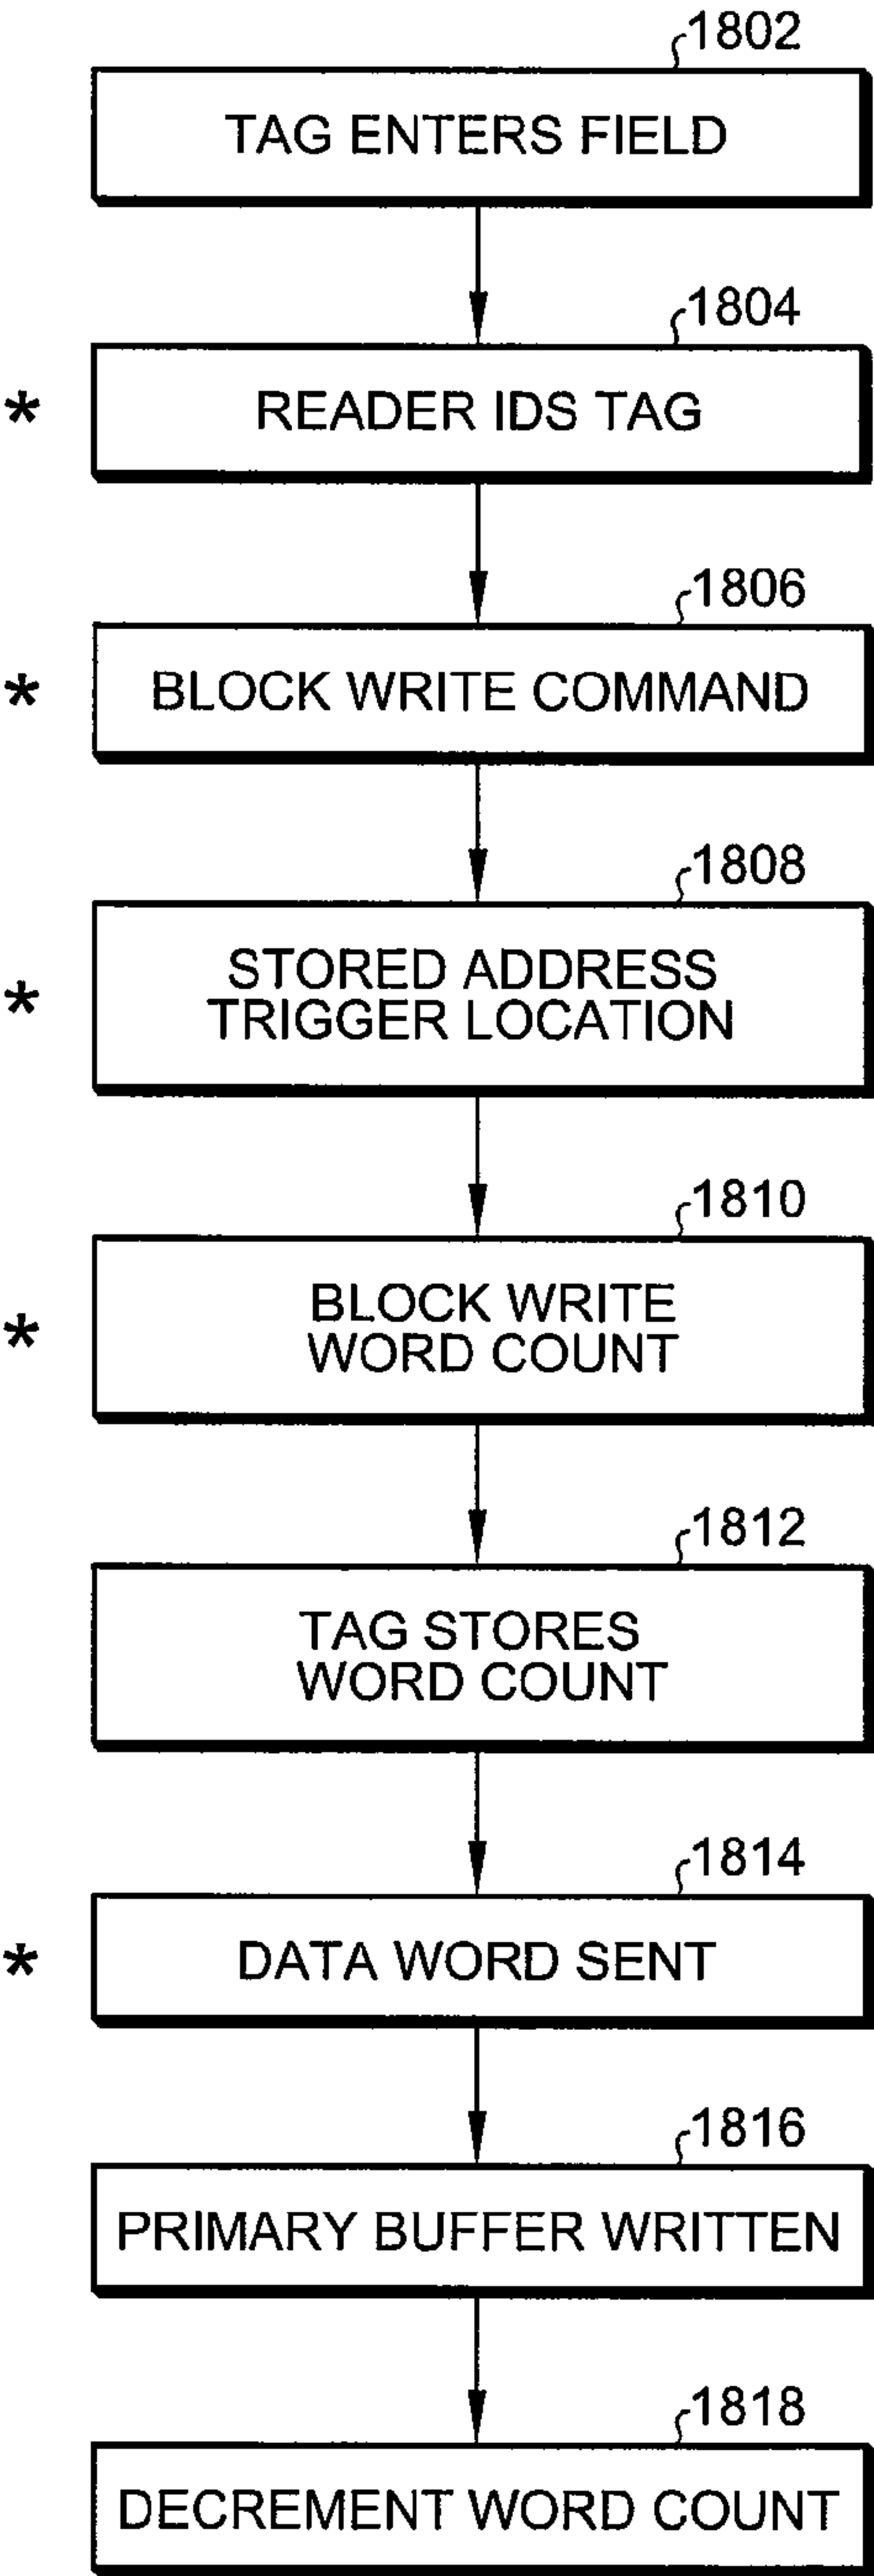 1802
TAG ENTERS FIELD
1804
* READER IDS TAG
1806
* BLOCK WRITE COMMAND
1808
STORED ADDRESS
* TRIGGER LOCATION
1810
BLOCK WRITE
* WORD COUNT
1812
TAG STORES
WORD COUNT
1814
* DATA WORD SENT
1816
PRIMARY BUFFER WRITTEN
1818
DECREMENT WORD COUNT